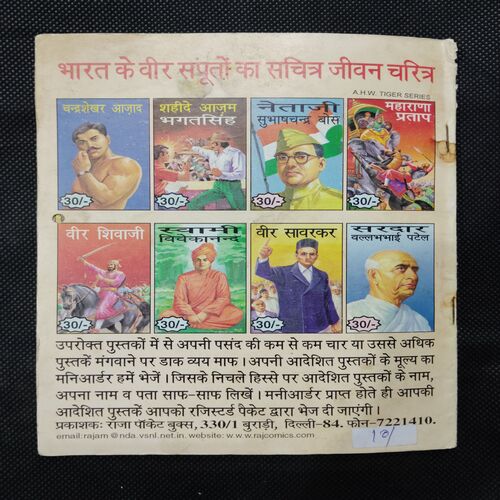 भारत के वीर सपूतों का सचित्र जीवन चरित्र
A.H.W. TIGER SERIES
चन्द्रशेखर आज़ाद
30/-
शहीदे आज़म
भगतसिंह
30/-
नेताजी
सुभाषचन्द्र बोस
30/-
महाराणा
प्रताप
30/-
वीर शिवाजी
30/-
स्वामी
विवेकानन्द
30/-
वीर सावरकर
30/-
सरदार
वल्लभभाई पटेल
30/-
उपरोक्त पुस्तकों में से अपनी पसंद की कम से कम चार या उससे अधिक
पुस्तकें मंगवाने पर डाक व्यय माफ। अपनी आदेशित पुस्तकों के मूल्य का
मनिआर्डर हमें भेजें। जिसके निचले हिस्से पर आदेशित पुस्तकों के नाम,
अपना नाम व पता साफ-साफ लिखें। मनीआर्डर प्राप्त होते ही आपकी
आदेशित पुस्तकें आपको रजिस्टर्ड पैकेट द्वारा भेज दी जाएंगी।
प्रकाशकः राजा पॉकेट बुक्स, 330/1 बुराड़ी, दिल्ली-84. फोन-7221410.
email:rajam@nda.vsnl.net.in. website: www.rajcomics.com
10/